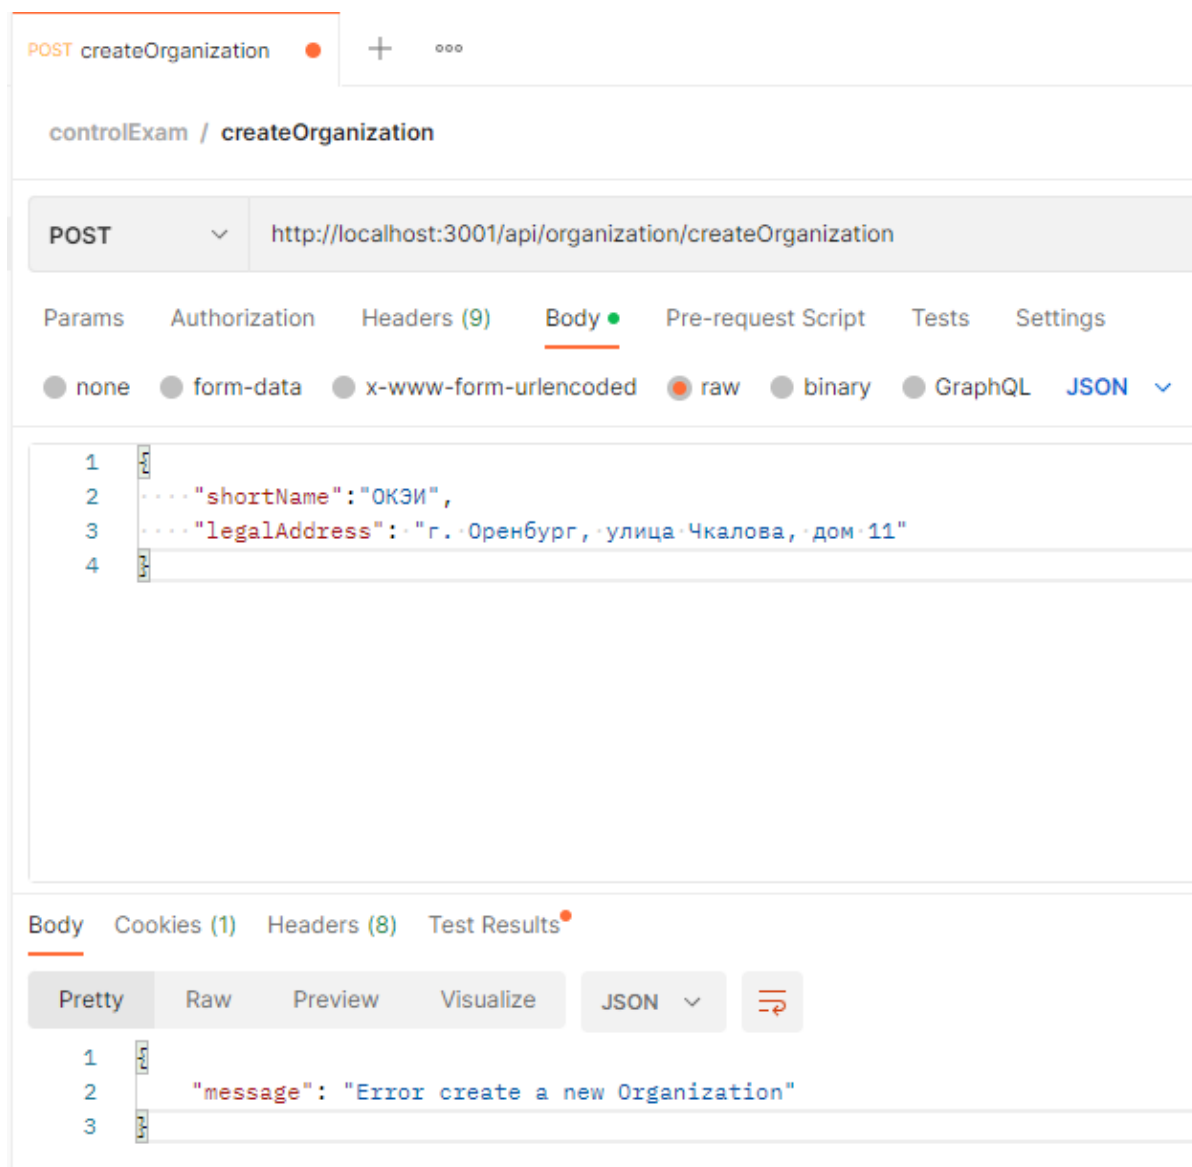 POST createOrganization
controlExam / createOrganization
POST http://localhost:3001/api/organization/createOrganization
Params Authorization Headers (9) Body Pre-request Script Tests Settings
none form-data x-www-form-urlencoded raw binary GraphQL JSON
1 {
2 "shortName":"ОКЭИ",
3 "legalAddress": "г. Оренбург, улица Чкалова, дом 11"
4 }
Body Cookies (1) Headers (8) Test Results
Pretty Raw Preview Visualize JSON
1 {
2 "message": "Error create a new Organization"
3 }